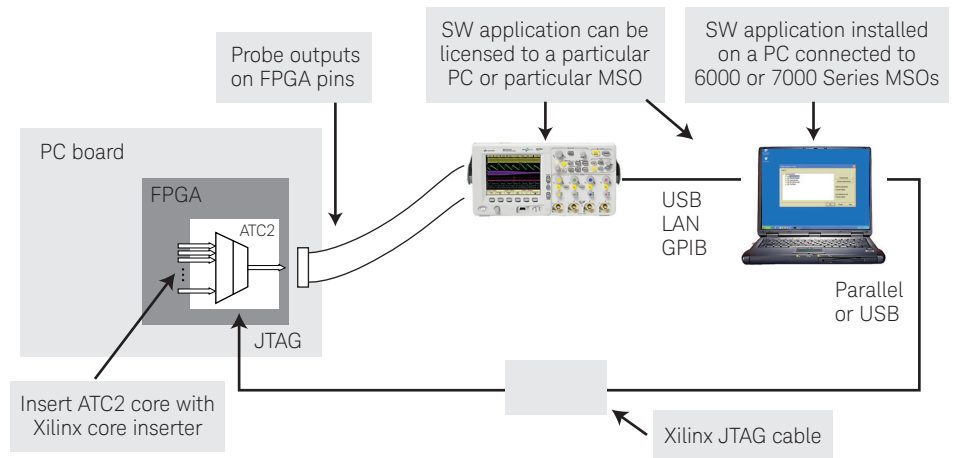 Probe outputs
on FPGA pins
SW application can be
licensed to a particular
PC or particular MSO
SW application installed
on a PC connected to
6000 or 7000 Series MSOs
PC board
FPGA
ATC2
JTAG
USB
LAN
GPIB
Parallel
or USB
Insert ATC2 core with
Xilinx core inserter
Xilinx JTAG cable